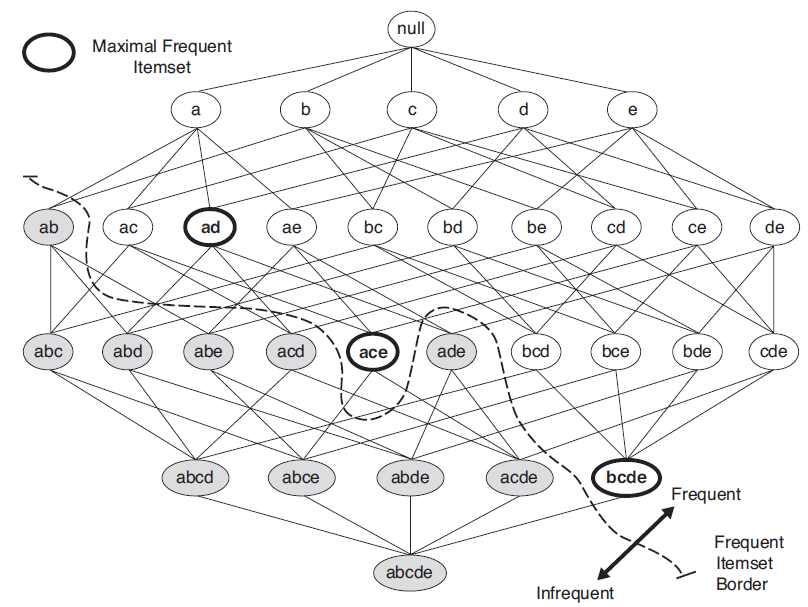 null
Maximal Frequent
Itemset
a b c d e
ab ac ad ae bc bd be cd ce de
abc abd abe acd ace ade bcd bce bde cde
abcd abce abde acde bcde
Frequent
Frequent
Itemset
Border
abcde
Infrequent